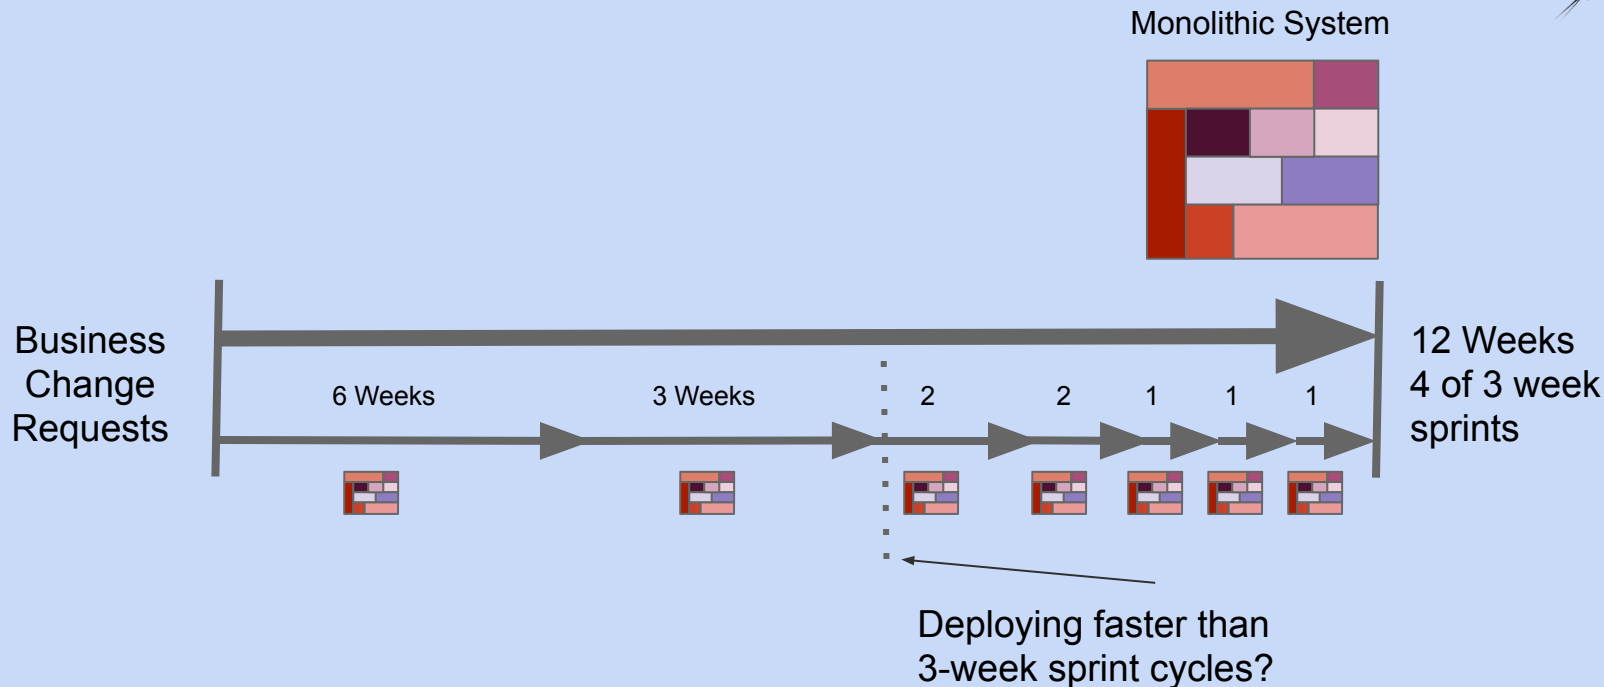 Monolithic System
Business
Change
Requests
6 Weeks
3 Weeks
2
2
1
1
1
12 Weeks
4 of 3 week
sprints
Deploying faster than
3-week sprint cycles?